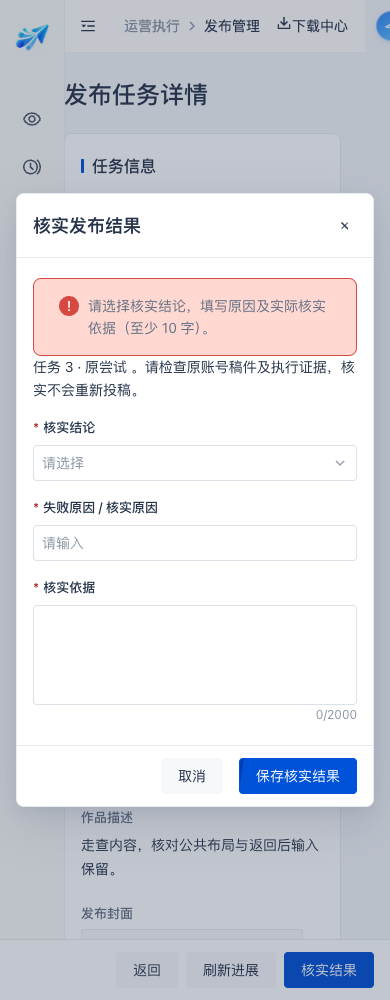 运营执行 > 发布管理 下载中心
发布任务详情
任务信息
核实发布结果
请选择核实结论，填写原因及实际核实
依据（至少 10 字）。
任务 3 · 原尝试 。请检查原账号稿件及执行证据，核
实不会重新投稿。
* 核实结论
请选择
* 失败原因 / 核实原因
请输入
* 核实依据
0/2000
取消 保存核实结果
作品描述
走查内容，核对公共布局与返回后输入
保留。
发布封面
返回 刷新进展 核实结果